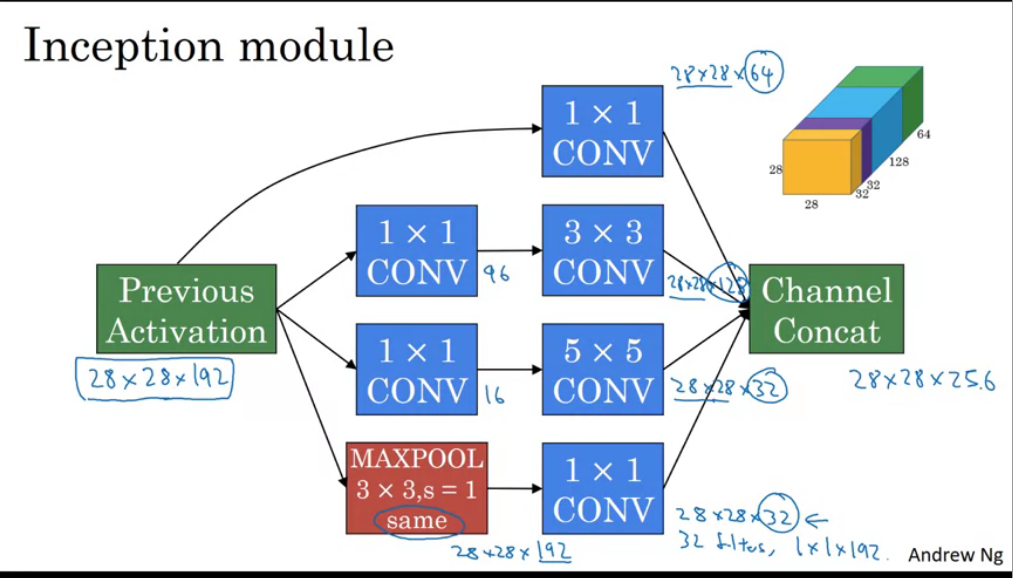 Inception module
28×28×64
1 × 1
CONV
64
128
32
32
28
28
1 × 1
CONV
96
3 × 3
CONV
28×28×128
Previous
Activation
28×28×192
Channel
Concat
28×28×256
1 × 1
CONV
16
5 × 5
CONV
28×28×32
MAXPOOL
3 × 3,s = 1
same
28×28×192
1 × 1
CONV
28×28×32 ←
32 filters, 1×1×192.
Andrew Ng